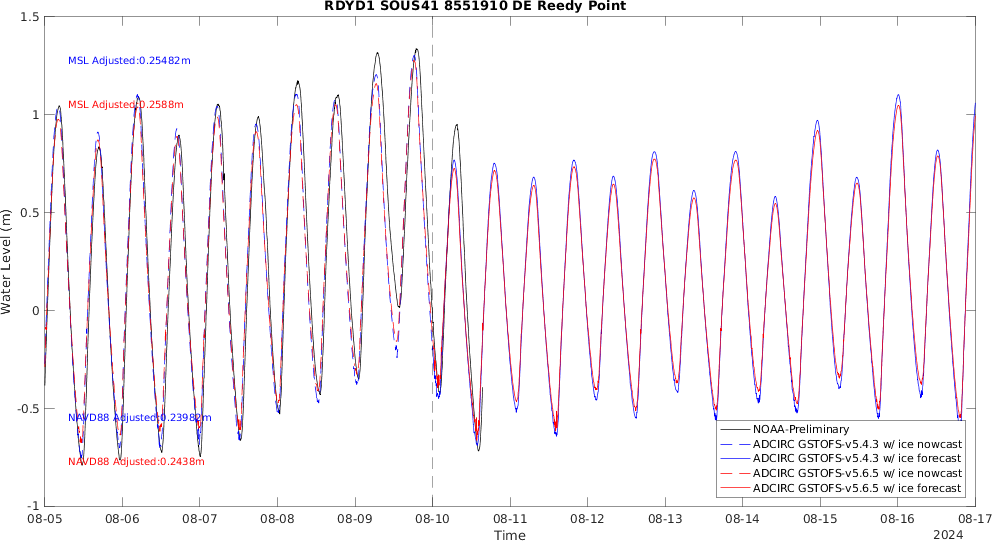 RDYD1 SOUS41 8551910 DE Reedy Point
1.5
1
0.5
0
-0.5
-1
Water Level (m)
MSL Adjusted:0.25482m
MSL Adjusted:0.2588m
NAVD88 Adjusted:0.23982m
NAVD88 Adjusted:0.2438m
NOAA-Preliminary
ADCIRC GSTOFS-v5.4.3 w/ ice nowcast
ADCIRC GSTOFS-v5.4.3 w/ ice forecast
ADCIRC GSTOFS-v5.6.5 w/ ice nowcast
ADCIRC GSTOFS-v5.6.5 w/ ice forecast
08-05 08-06 08-07 08-08 08-09 08-10 08-11 08-12 08-13 08-14 08-15 08-16 08-17
Time
2024